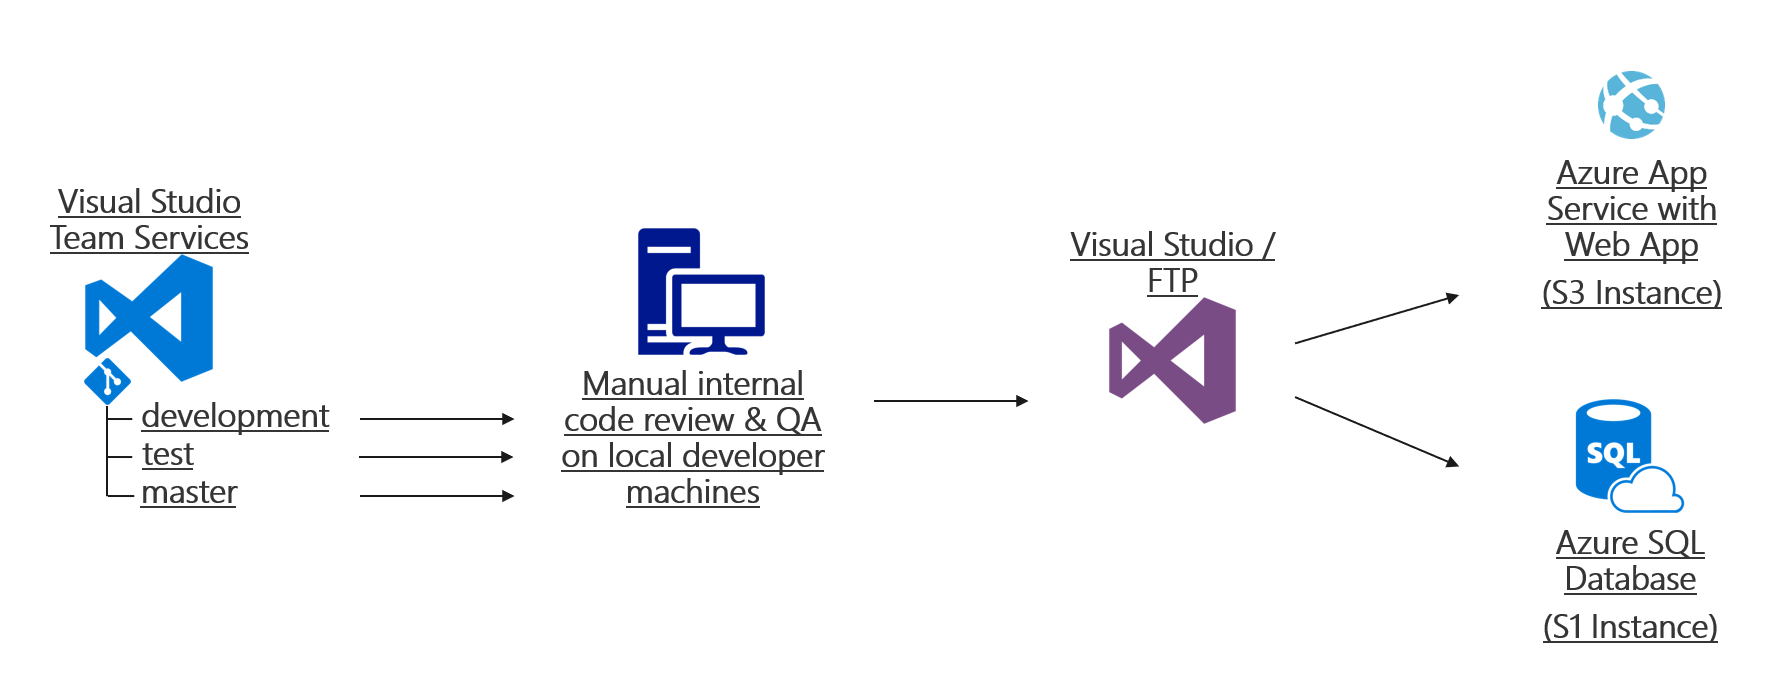 Visual Studio
Team Services
development
test
master
Manual internal
code review & QA
on local developer
machines
Visual Studio /
FTP
Azure App
Service with
Web App
(S3 Instance)
SQL
Azure SQL
Database
(S1 Instance)